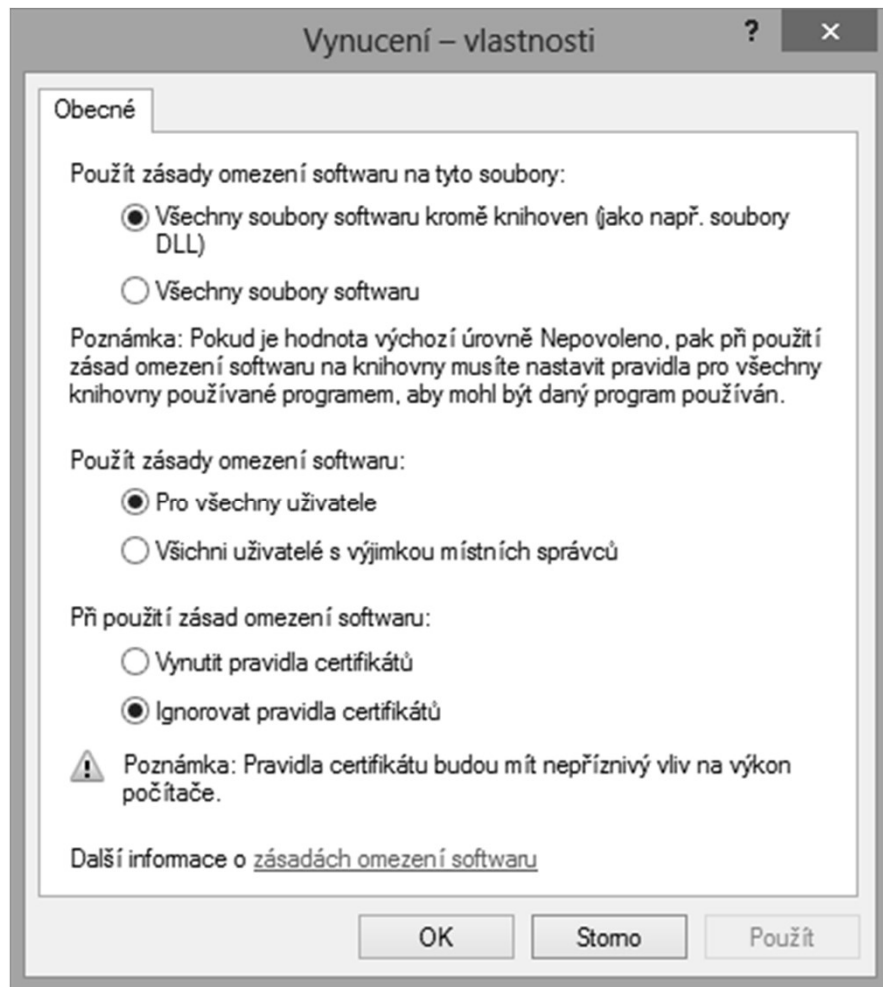 Vynucení – vlastnosti
?
Obecné
Použít zásady omezení softwaru na tyto soubory:
Všechny soubory softwaru kromě knihoven (jako např. soubory
DLL)
Všechny soubory softwaru
Poznámka: Pokud je hodnota výchozí úrovně Nepovoleno, pak při použití
zásad omezení softwaru na knihovny musíte nastavit pravidla pro všechny
knihovny používané programem, aby mohl být daný program používán.
Použít zásady omezení softwaru:
Pro všechny uživatele
Všichni uživatelé s výjimkou místních správců
Při použití zásad omezení softwaru:
Vynutit pravidla certifikátů
Ignorovat pravidla certifikátů
Poznámka: Pravidla certifikátu budou mít nepříznivý vliv na výkon
počítače.
Další informace o zásadách omezení softwaru
OK Storno Použít